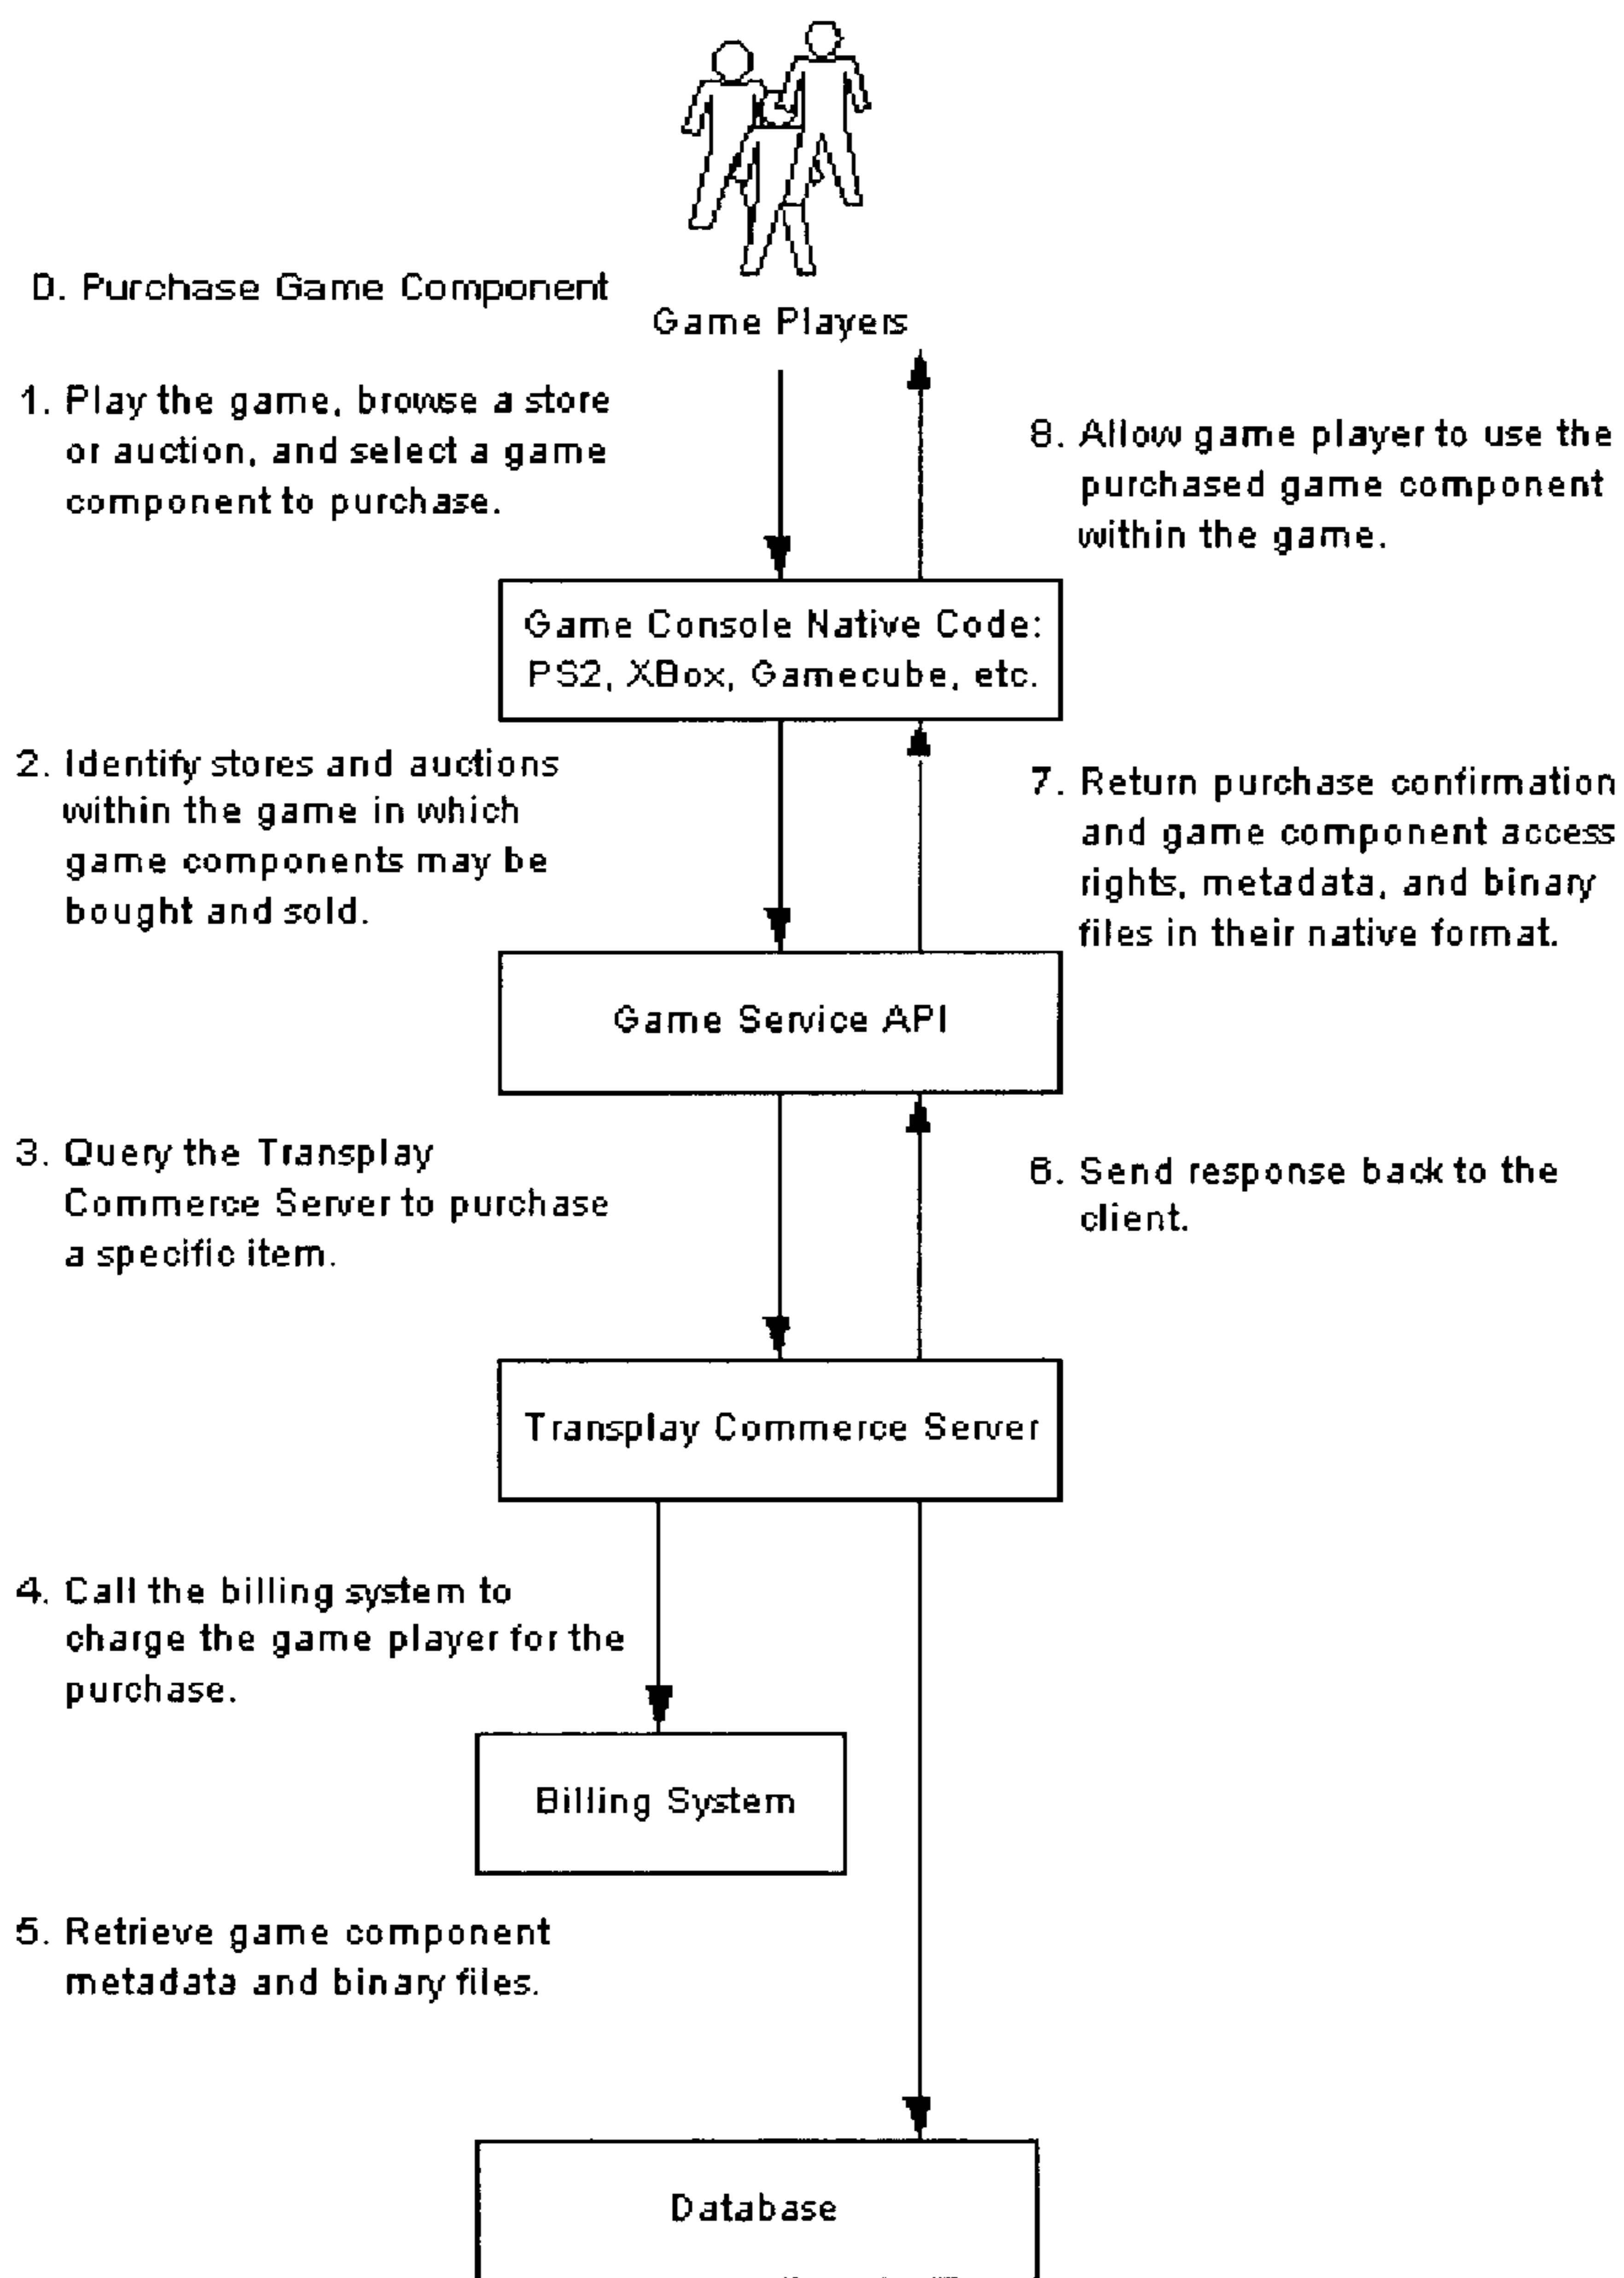 D. Purchase Game Component
Game Players
1. Play the game, browse a store
or auction, and select a game
component to purchase.
8. Allow game player to use the
purchased game component
within the game.
Game Console Native Code:
PS2, XBox, Gamecube, etc.
2. Identify stores and auctions
within the game in which
game components may be
bought and sold.
7. Return purchase confirmation
and game component access
rights, metadata, and binary
files in their native format.
Game Service API
3. Query the Transplay
Commerce Server to purchase
a specific item.
6. Send response back to the
client.
Transplay Commerce Server
4. Call the billing system to
charge the game player for the
purchase.
Billing System
5. Retrieve game component
metadata and binary files.
Database